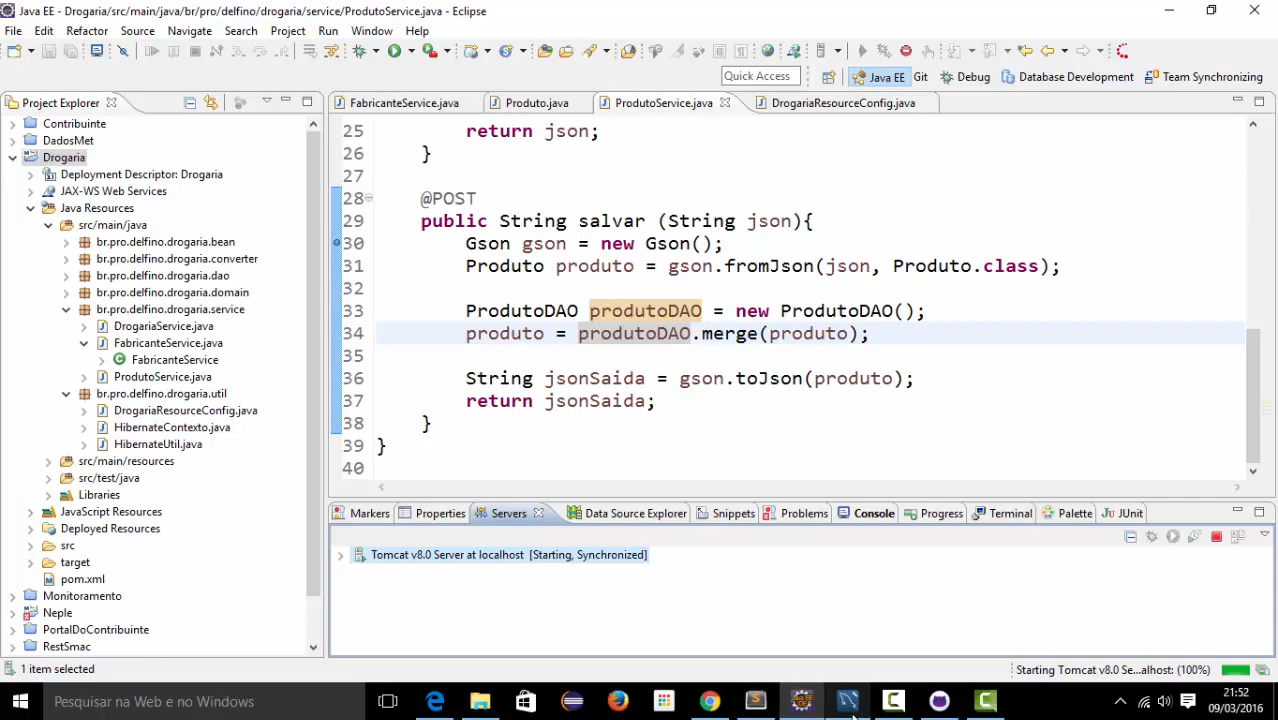 Java EE - Drogaria/src/main/java/br/pro/delfino/drogaria/service/ProdutoService.java - Eclipse
File Edit Refactor Source Navigate Search Project Run Window Help
Quick Access
Java EE Git Debug Database Development Team Synchronizing
Project Explorer
FabricanteService.java Produto.java ProdutoService.java DrogariaResourceConfig.java
Contribuinte
DadosMet
Drogaria
Deployment Descriptor: Drogaria
JAX-WS Web Services
Java Resources
src/main/java
br.pro.delfino.drogaria.bean
br.pro.delfino.drogaria.converter
br.pro.delfino.drogaria.dao
br.pro.delfino.drogaria.domain
br.pro.delfino.drogaria.service
DrogariaService.java
FabricanteService.java
FabricanteService
ProdutoService.java
br.pro.delfino.drogaria.util
DrogariaResourceConfig.java
HibernateContexto.java
HibernateUtil.java
src/main/resources
src/test/java
Libraries
JavaScript Resources
Deployed Resources
src
target
pom.xml
Monitoramento
Neple
PortalDoContribuinte
RestSmac
25 return json;
26 }
27
28 @POST
29 public String salvar (String json){
30 Gson gson = new Gson();
31 Produto produto = gson.fromJson(json, Produto.class);
32
33 ProdutoDAO produtoDAO = new ProdutoDAO();
34 produto = produtoDAO.merge(produto);
35
36 String jsonSaida = gson.toJson(produto);
37 return jsonSaida;
38 }
39 }
40
Markers Properties Servers Data Source Explorer Snippets Problems Console Progress Terminal Palette JUnit
Tomcat v8.0 Server at localhost [Starting, Synchronized]
1 item selected
Starting Tomcat v8.0 Se...alhost: (100%)
Pesquisar na Web e no Windows
21:52
09/03/2016